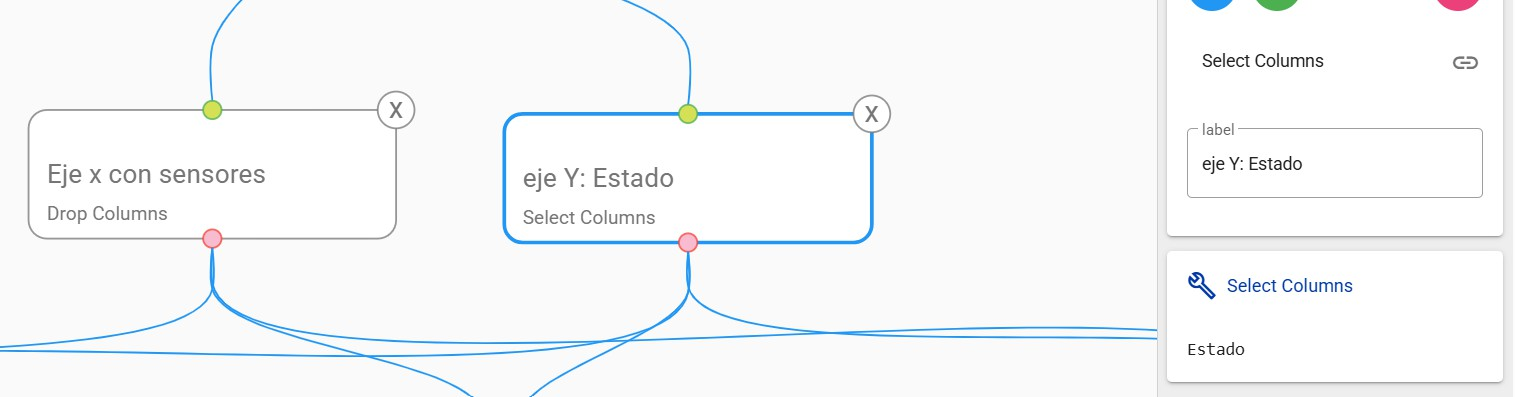 X
Eje x con sensores
Drop Columns
X
eje Y: Estado
Select Columns
Select Columns
label
eje Y: Estado
Select Columns
Estado